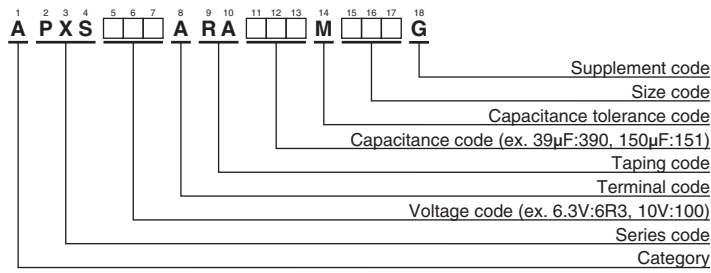 1 2 3 4 5 6 7 8 9 10 11 12 13 14 15 16 17 18
A P X S A R A M G
Supplement code
Size code
Capacitance tolerance code
Capacitance code (ex. 39µF:390, 150µF:151)
Taping code
Terminal code
Voltage code (ex. 6.3V:6R3, 10V:100)
Series code
Category